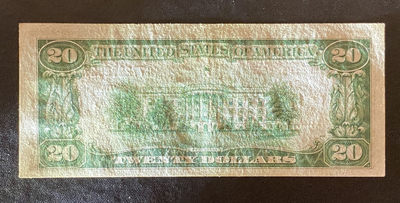 20 THE UNITED STATES OF AMERICA 20
20 TWENTY DOLLARS 20